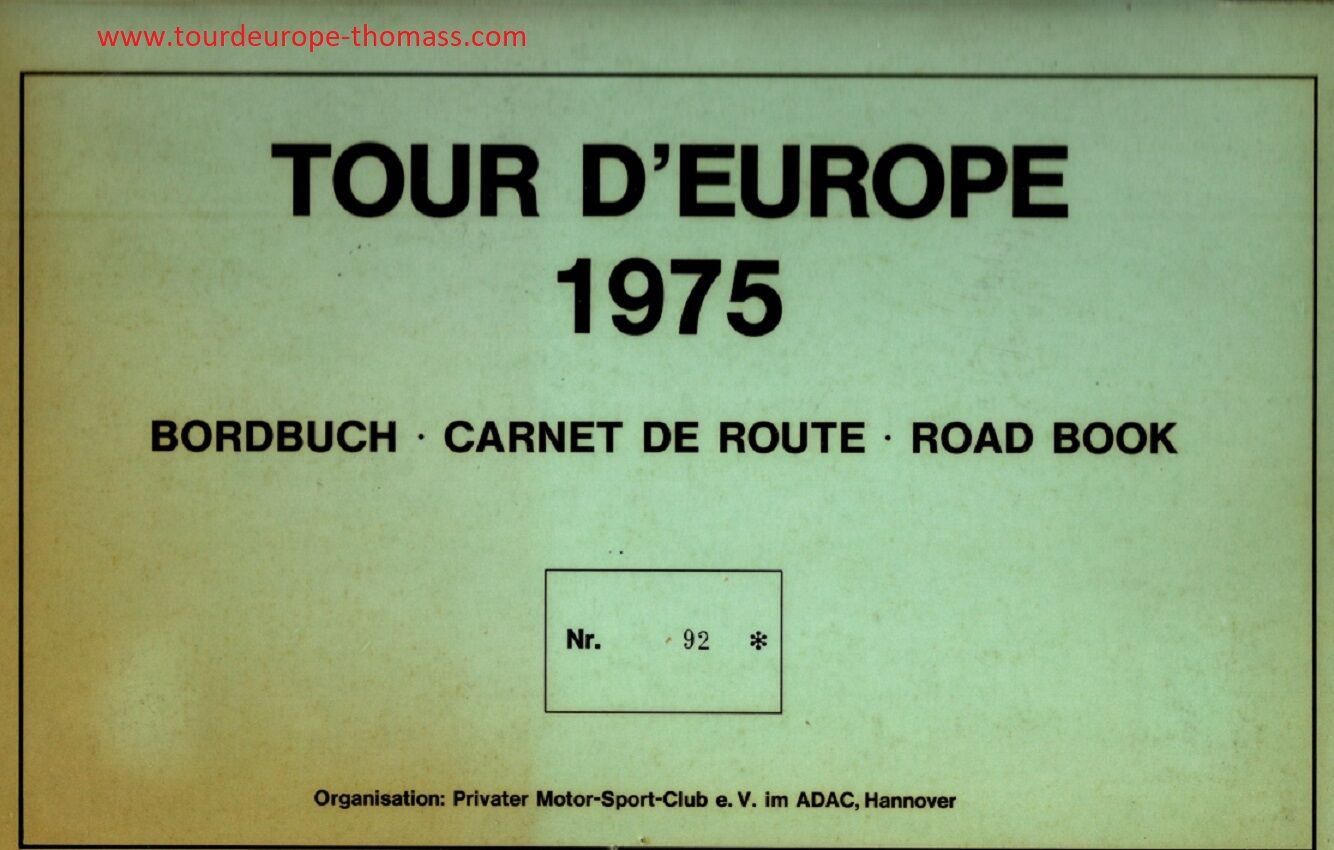 www.tourdeurope-thomass.com
TOUR D'EUROPE
1975
BORDBUCH · CARNET DE ROUTE · ROAD BOOK
Nr. 92 *
Organisation: Privater Motor-Sport-Club e. V. im ADAC, Hannover